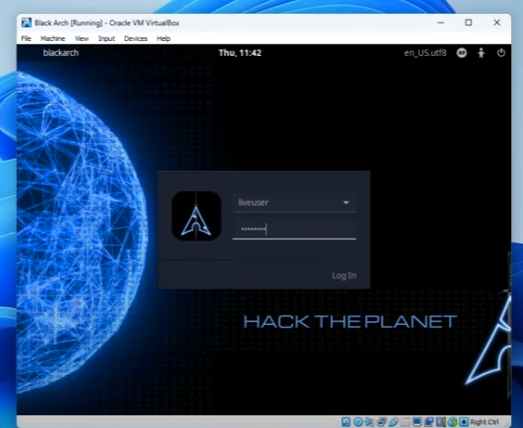 Black Arch [Running] - Oracle VM VirtualBox
File Machine View Input Devices Help
blackarch Thu, 11:42 en_US.utf8
liveuser
••••••••
Log In
HACK THE PLANET
Right Ctrl